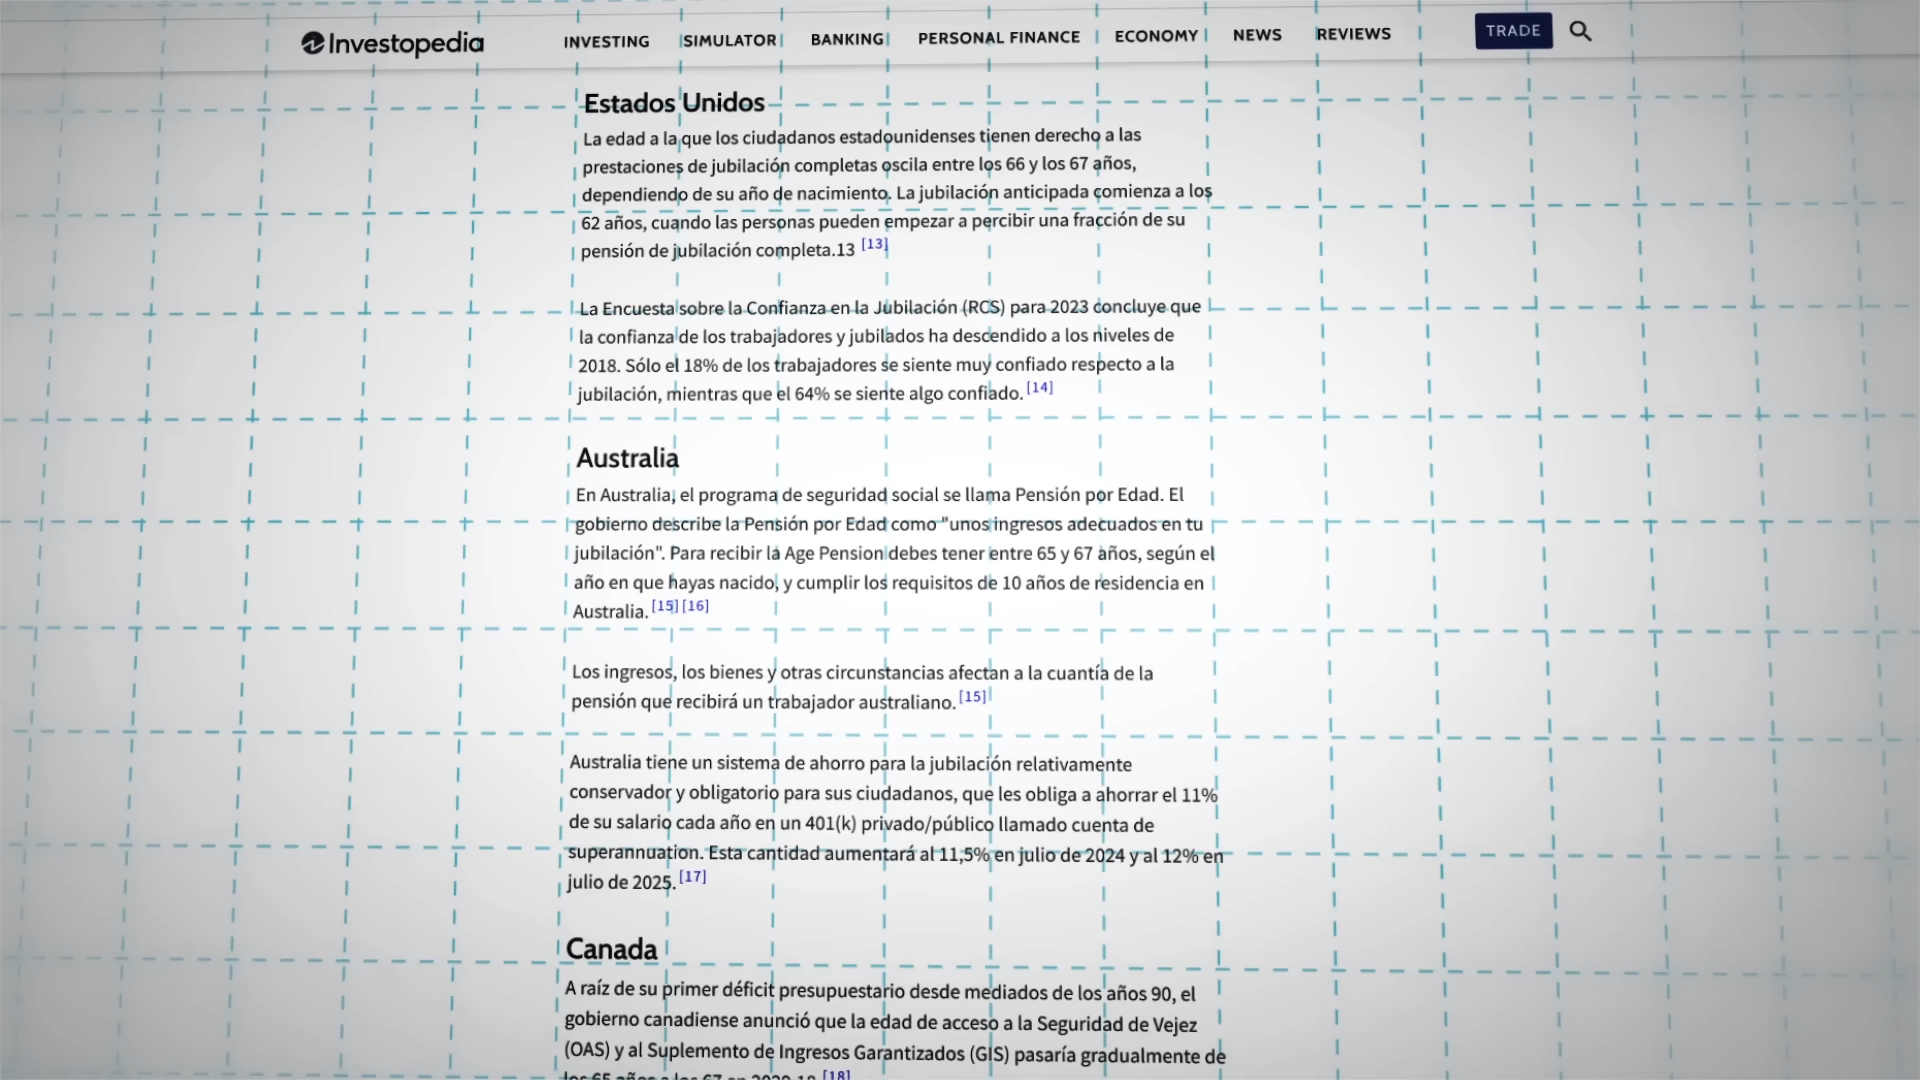 Investopedia
INVESTING SIMULATOR BANKING PERSONAL FINANCE ECONOMY NEWS REVIEWS TRADE
Estados Unidos
La edad a la que los ciudadanos estadounidenses tienen derecho a las
prestaciones de jubilación completas oscila entre los 66 y los 67 años,
dependiendo de su año de nacimiento. La jubilación anticipada comienza a los
62 años, cuando las personas pueden empezar a percibir una fracción de su
pensión de jubilación completa.13 [13]
La Encuesta sobre la Confianza en la Jubilación (RCS) para 2023 concluye que
la confianza de los trabajadores y jubilados ha descendido a los niveles de
2018. Sólo el 18% de los trabajadores se siente muy confiado respecto a la
jubilación, mientras que el 64% se siente algo confiado. [14]
Australia
En Australia, el programa de seguridad social se llama Pensión por Edad. El
gobierno describe la Pensión por Edad como "unos ingresos adecuados en tu
jubilación". Para recibir la Age Pension debes tener entre 65 y 67 años, según el
año en que hayas nacido, y cumplir los requisitos de 10 años de residencia en
Australia. [15] [16]
Los ingresos, los bienes y otras circunstancias afectan a la cuantía de la
pensión que recibirá un trabajador australiano. [15]
Australia tiene un sistema de ahorro para la jubilación relativamente
conservador y obligatorio para sus ciudadanos, que les obliga a ahorrar el 11%
de su salario cada año en un 401(k) privado/público llamado cuenta de
superannuation. Esta cantidad aumentará al 11,5% en julio de 2024 y al 12% en
julio de 2025. [17]
Canada
A raíz de su primer déficit presupuestario desde mediados de los años 90, el
gobierno canadiense anunció que la edad de acceso a la Seguridad de Vejez
(OAS) y al Suplemento de Ingresos Garantizados (GIS) pasaría gradualmente de
los 65 años a los 67 en [18]